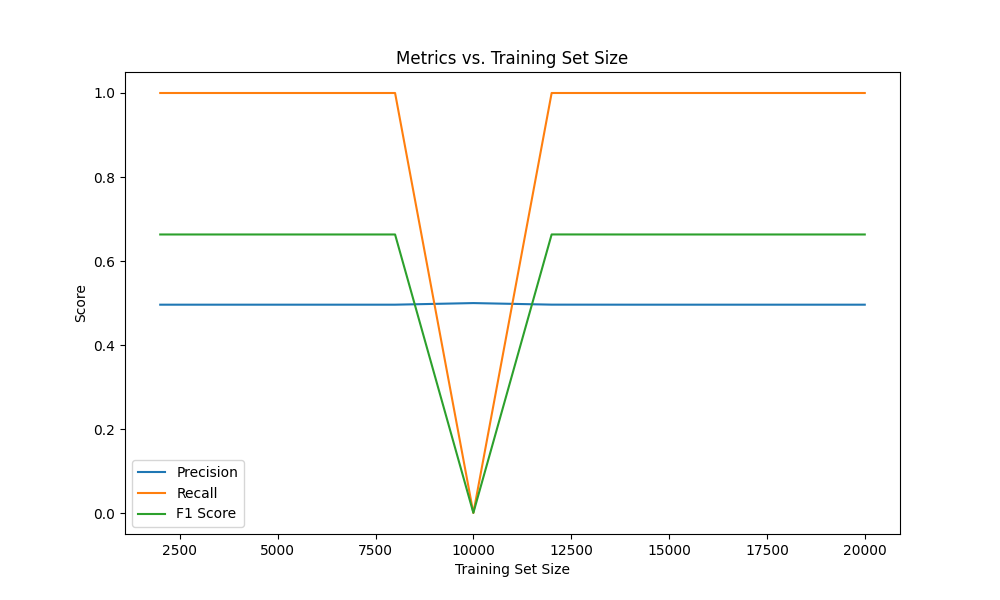 Metrics vs. Training Set Size
1.0
0.8
0.6
0.4
0.2
0.0
Score
Precision
Recall
F1 Score
2500 5000 7500 10000 12500 15000 17500 20000
Training Set Size